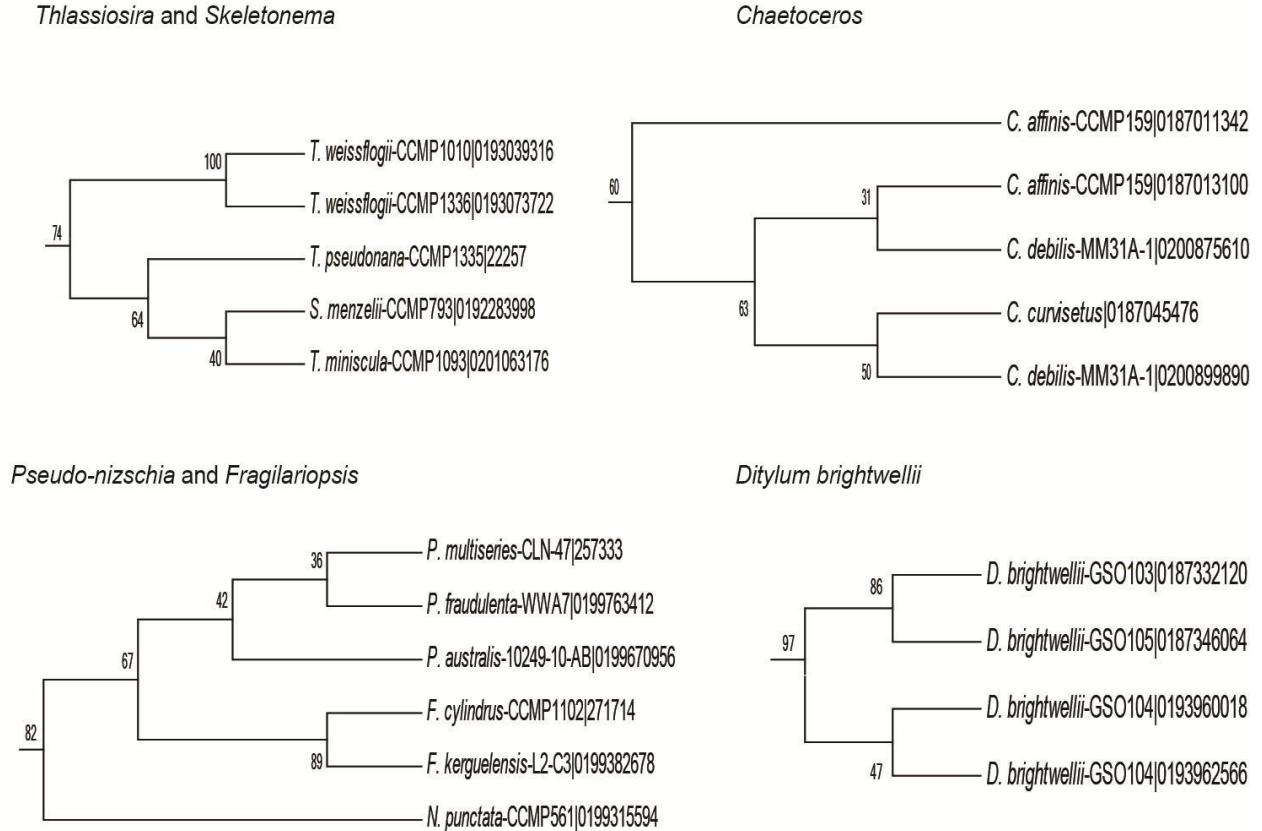 Thlassiosira and Skeletonema
100
T. weissflogii-CCMP1010|0193039316
T. weissflogii-CCMP1336|0193073722
74
T. pseudonana-CCMP1335|22257
S. menzelii-CCMP793|0192283998
64
40
T. miniscula-CCMP1093|0201063176
Chaetoceros
C. affinis-CCMP159|0187011342
60
31
C. affinis-CCMP159|0187013100
C. debilis-MM31A-1|0200875610
63
C. curvisetus|0187045476
50
C. debilis-MM31A-1|0200899890
Pseudo-nizschia and Fragilariopsis
36
P. multiseries-CLN-47|257333
42
P. fraudulenta-WWA7|0199763412
67
P. australis-10249-10-AB|0199670956
F. cylindrus-CCMP1102|271714
82
89
F. kerguelensis-L2-C3|0199382678
N. punctata-CCMP561|0199315594
Ditylum brightwellii
86
D. brightwellii-GSO103|0187332120
97
D. brightwellii-GSO105|0187346064
D. brightwellii-GSO104|0193960018
47
D. brightwellii-GSO104|0193962566